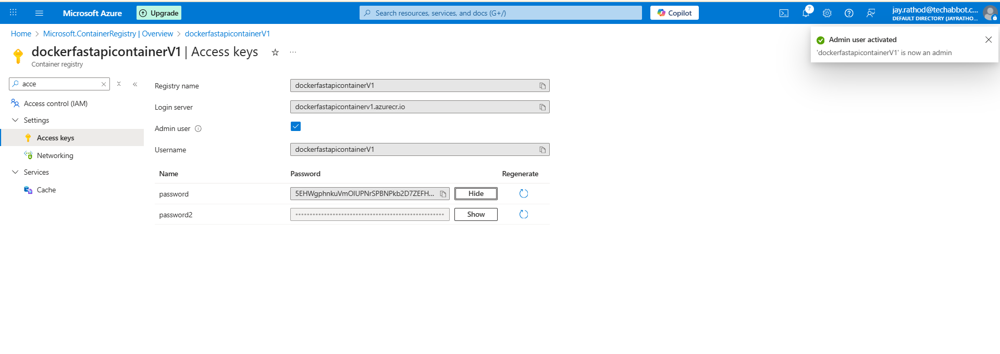 Microsoft Azure
Upgrade
Search resources, services, and docs (G+/)
Copilot
7
jay.rathod@techabbot.c...
DEFAULT DIRECTORY (JAYRATHO...
Home > Microsoft.ContainerRegistry | Overview > dockerfastapicontainerV1
Admin user activated
'dockerfastapicontainerV1' is now an admin
dockerfastapicontainerV1 | Access keys
Container registry
acce
Access control (IAM)
Settings
Access keys
Networking
Services
Cache
Registry name
dockerfastapicontainerV1
Login server
dockerfastapicontainerv1.azurecr.io
Admin user
Username
dockerfastapicontainerV1
Name Password Regenerate
password 5EHWgphnkuVmOlUPNrSPBNPkb2D7ZEFH... Hide
password2 Show